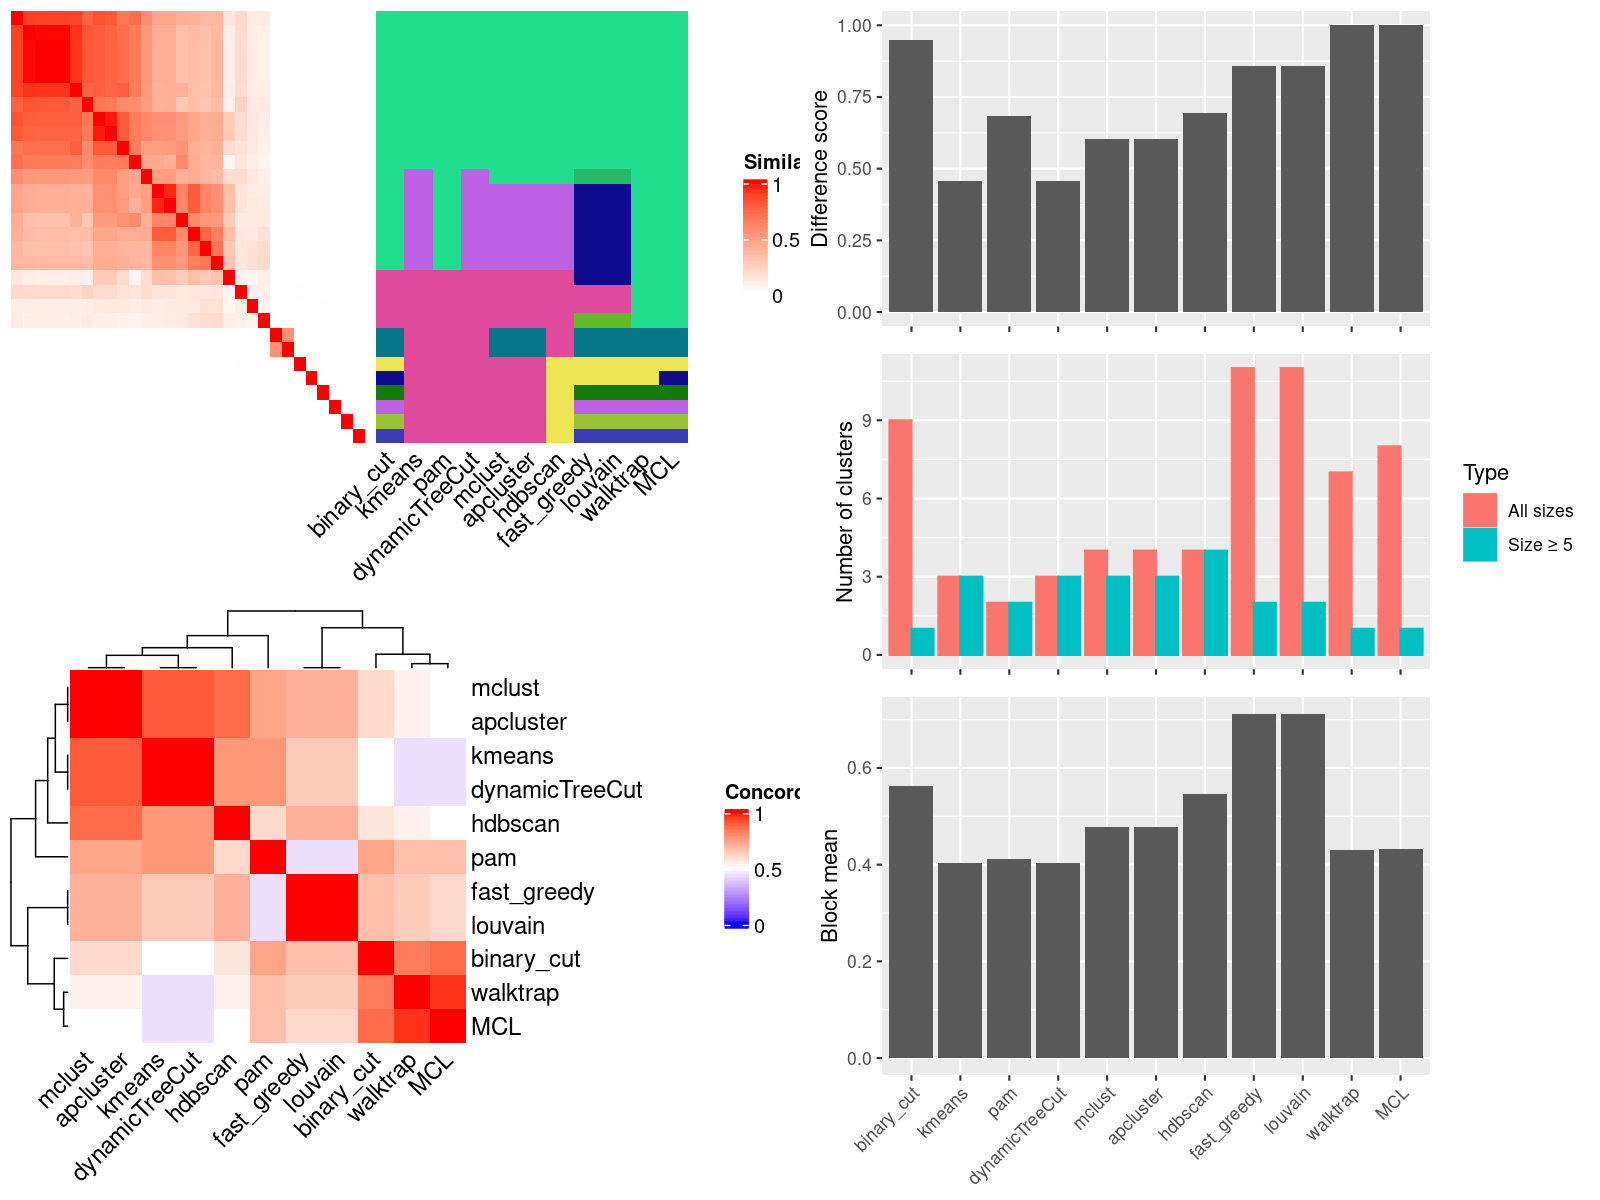 Simila
1
0.5
0
binary_cut
kmeans
pam
dynamicTreeCut
mclust
apcluster
hdbscan
fast_greedy
louvain
walktrap
MCL
mclust
apcluster
kmeans
dynamicTreeCut
hdbscan
pam
fast_greedy
louvain
binary_cut
walktrap
MCL
mclust
apcluster
kmeans
dynamicTreeCut
hdbscan
pam
fast_greedy
louvain
binary_cut
walktrap
MCL
Concor
1
0.5
0
Difference score
1.00
0.75
0.50
0.25
0.00
Number of clusters
9
6
3
0
Type
All sizes
Size ≥ 5
Block mean
0.6
0.4
0.2
0.0
binary_cut
kmeans
pam
dynamicTreeCut
mclust
apcluster
hdbscan
fast_greedy
louvain
walktrap
MCL